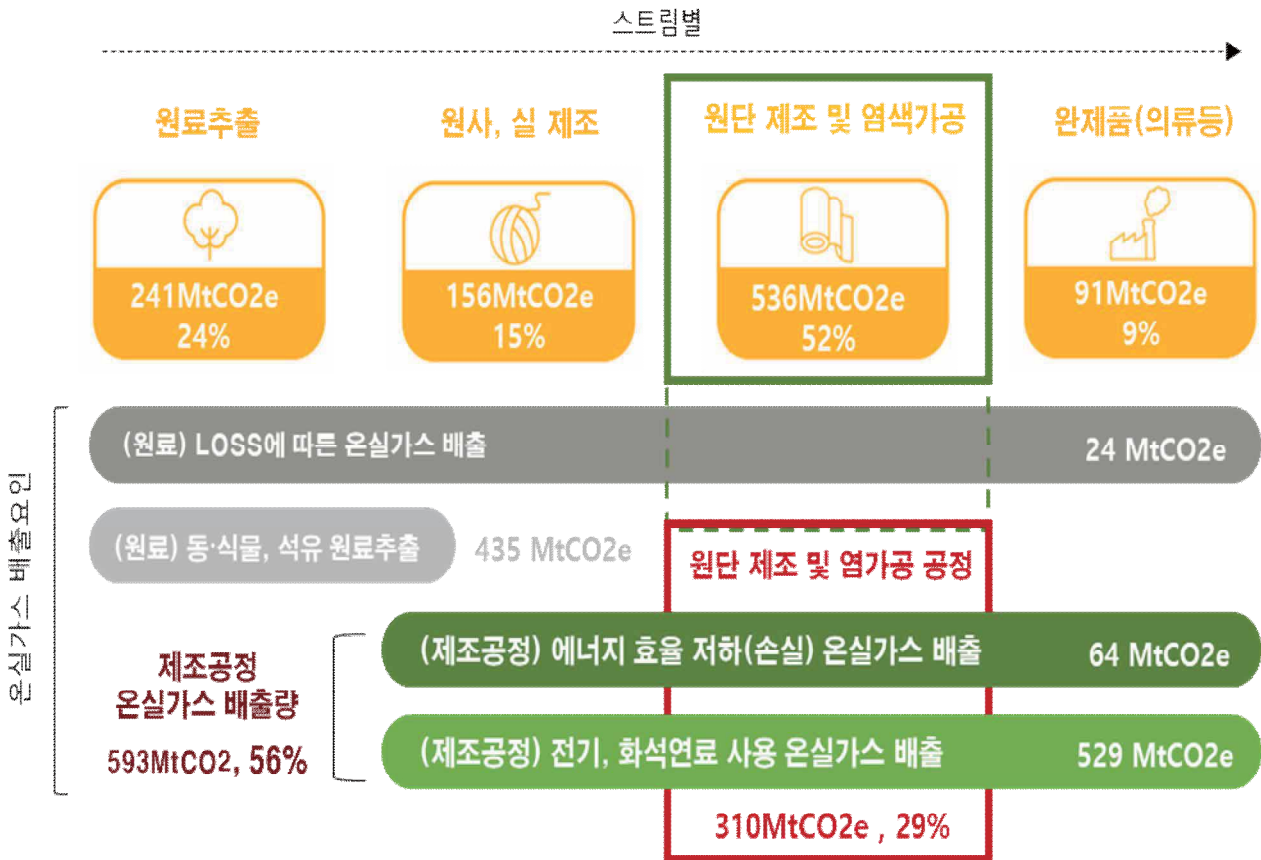 스트림별
원료추출
원사, 실 제조
원단 제조 및 염색가공
완제품(의류등)
241MtCO2e
24%
156MtCO2e
15%
536MtCO2e
52%
91MtCO2e
9%
온실가스 배출요인
(원료) LOSS에 따른 온실가스 배출
24 MtCO2e
(원료) 동·식물, 석유 원료추출
435 MtCO2e
원단 제조 및 염가공 공정
제조공정
온실가스 배출량
593MtCO2, 56%
(제조공정) 에너지 효율 저하(손실) 온실가스 배출
64 MtCO2e
(제조공정) 전기, 화석연료 사용 온실가스 배출
529 MtCO2e
310MtCO2e , 29%